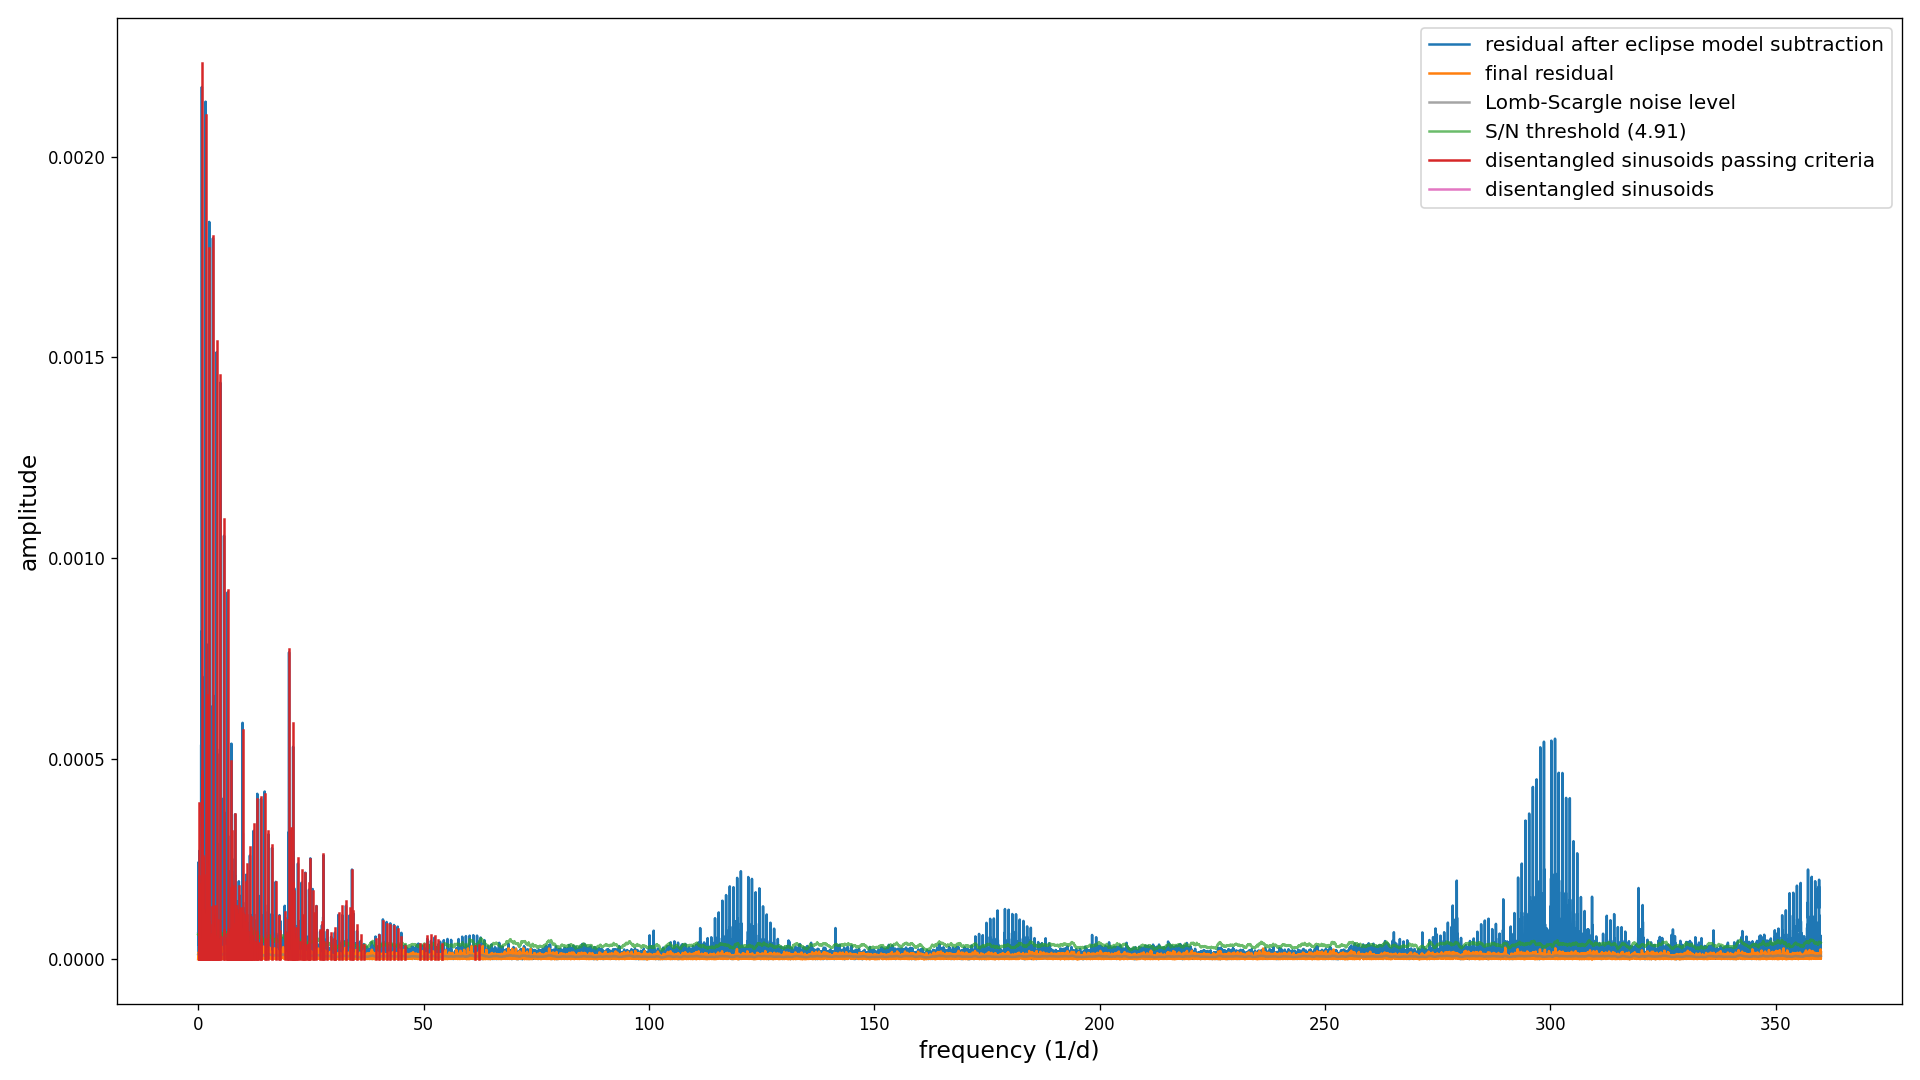 residual after eclipse model subtraction
final residual
Lomb-Scargle noise level
S/N threshold (4.91)
disentangled sinusoids passing criteria
disentangled sinusoids
amplitude
0.0020
0.0015
0.0010
0.0005
0.0000
0 50 100 150 200 250 300 350
frequency (1/d)